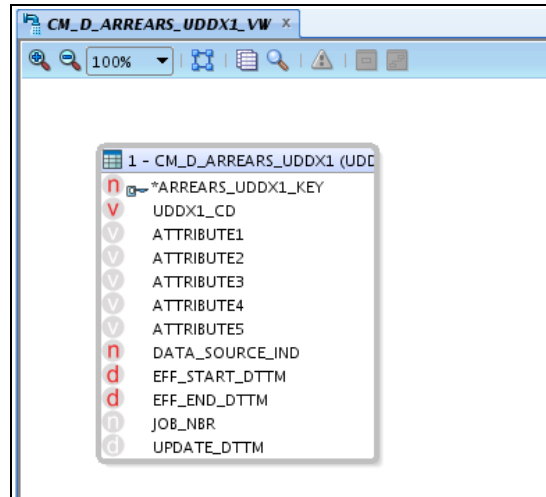 CM_D_ARREARS_UDDX1_VW ×
100%
1 - CM_D_ARREARS_UDDX1 (UDD
n *ARREARS_UDDX1_KEY
v UDDX1_CD
v ATTRIBUTE1
v ATTRIBUTE2
v ATTRIBUTE3
v ATTRIBUTE4
v ATTRIBUTE5
n DATA_SOURCE_IND
d EFF_START_DTTM
d EFF_END_DTTM
n JOB_NBR
d UPDATE_DTTM